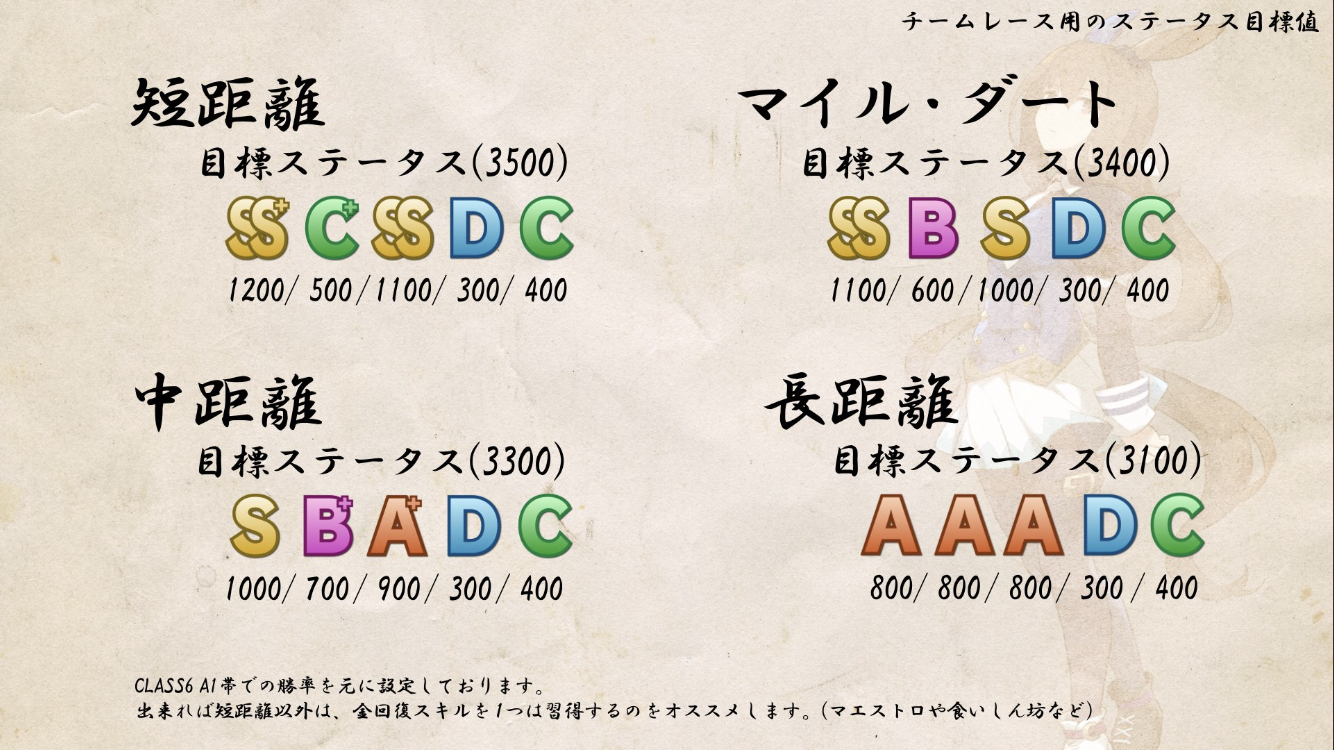 チームレース用のステータス目標値
短距離
目標ステータス(3500)
SS+ C+ SS D C
1200/ 500/1100/ 300/ 400
マイル・ダート
目標ステータス(3400)
SS B S D C
1100/ 600/1000/ 300/ 400
中距離
目標ステータス(3300)
S B+ A+ D C
1000/ 700/ 900/ 300/ 400
長距離
目標ステータス(3100)
A A A D C
800/ 800/ 800/ 300/ 400
CLASS6 A1帯での勝率を元に設定しております。
出来れば短距離以外は、金回復スキルを1つは習得するのをオススメします。(マエストロや食いしん坊など)